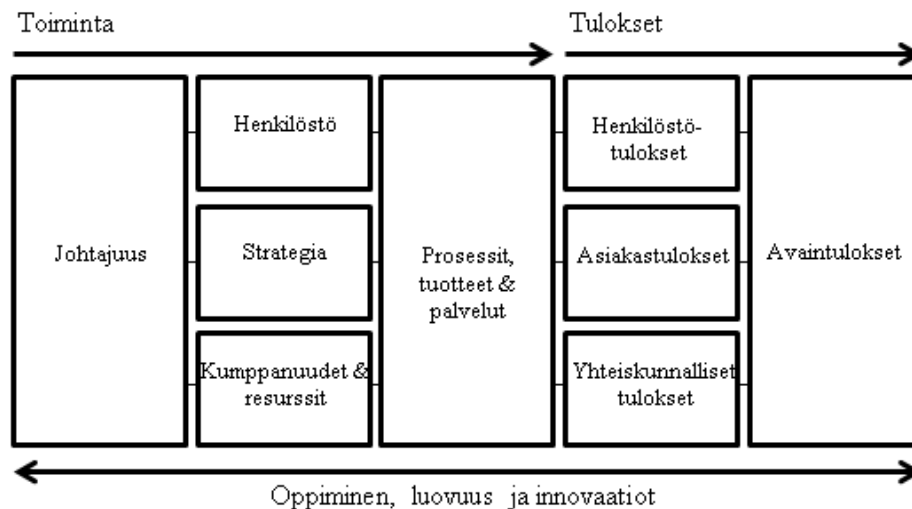 Toiminta
Tulokset
Johtajuus
Henkilöstö
Strategia
Kumppanuudet &
resurssit
Prosessit,
tuotteet &
palvelut
Henkilöstö-
tulokset
Asiakastulokset
Yhteiskunnalliset
tulokset
Avaintulokset
Oppiminen, luovuus ja innovaatiot